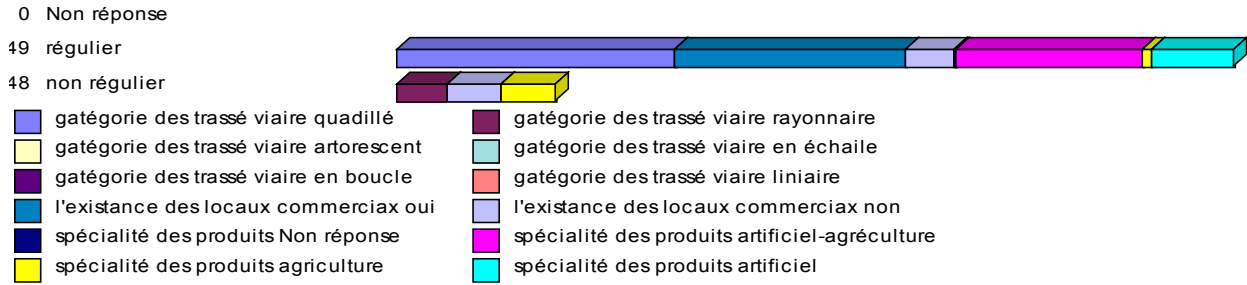 0 Non réponse
49 régulier
48 non régulier
gatégorie des trassé viaire quadillé gatégorie des trassé viaire rayonnaire
gatégorie des trassé viaire artorescent gatégorie des trassé viaire en échaile
gatégorie des trassé viaire en boucle gatégorie des trassé viaire liniaire
l'existance des locaux commerciax oui l'existance des locaux commerciax non
spécialité des produits Non réponse spécialité des produits artificiel-agréculture
spécialité des produits agriculture spécialité des produits artificiel